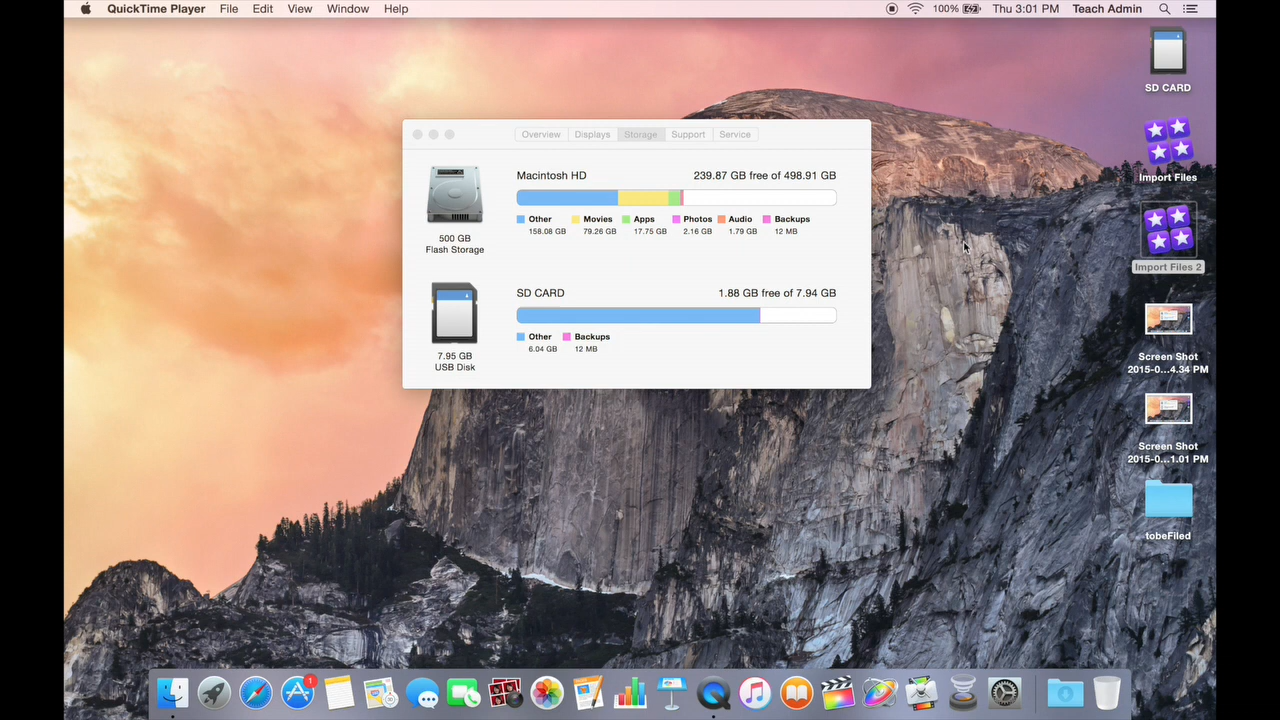 QuickTime Player File Edit View Window Help 100% Thu 3:01 PM Teach Admin
SD CARD
Import Files
Import Files 2
Screen Shot
2015-0...4.34 PM
Screen Shot
2015-0...1.01 PM
tobeFiled
Overview Displays Storage Support Service
Macintosh HD 239.87 GB free of 498.91 GB
Other Movies Apps Photos Audio Backups
158.08 GB 79.26 GB 17.75 GB 2.16 GB 1.79 GB 12 MB
500 GB
Flash Storage
SD CARD 1.88 GB free of 7.94 GB
Other Backups
6.04 GB 12 MB
7.95 GB
USB Disk
1